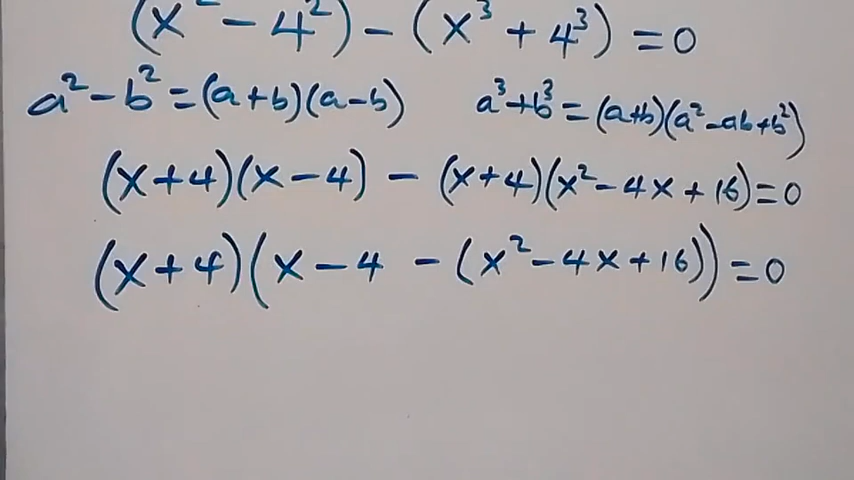 (x² - 4²) - (x³ + 4³) = 0
a² - b² = (a+b)(a-b) a³+b³ = (a+b)(a²-ab+b²)
(x+4)(x-4) - (x+4)(x²-4x+16)=0
(x+4)(x-4 - (x²-4x+16))=0